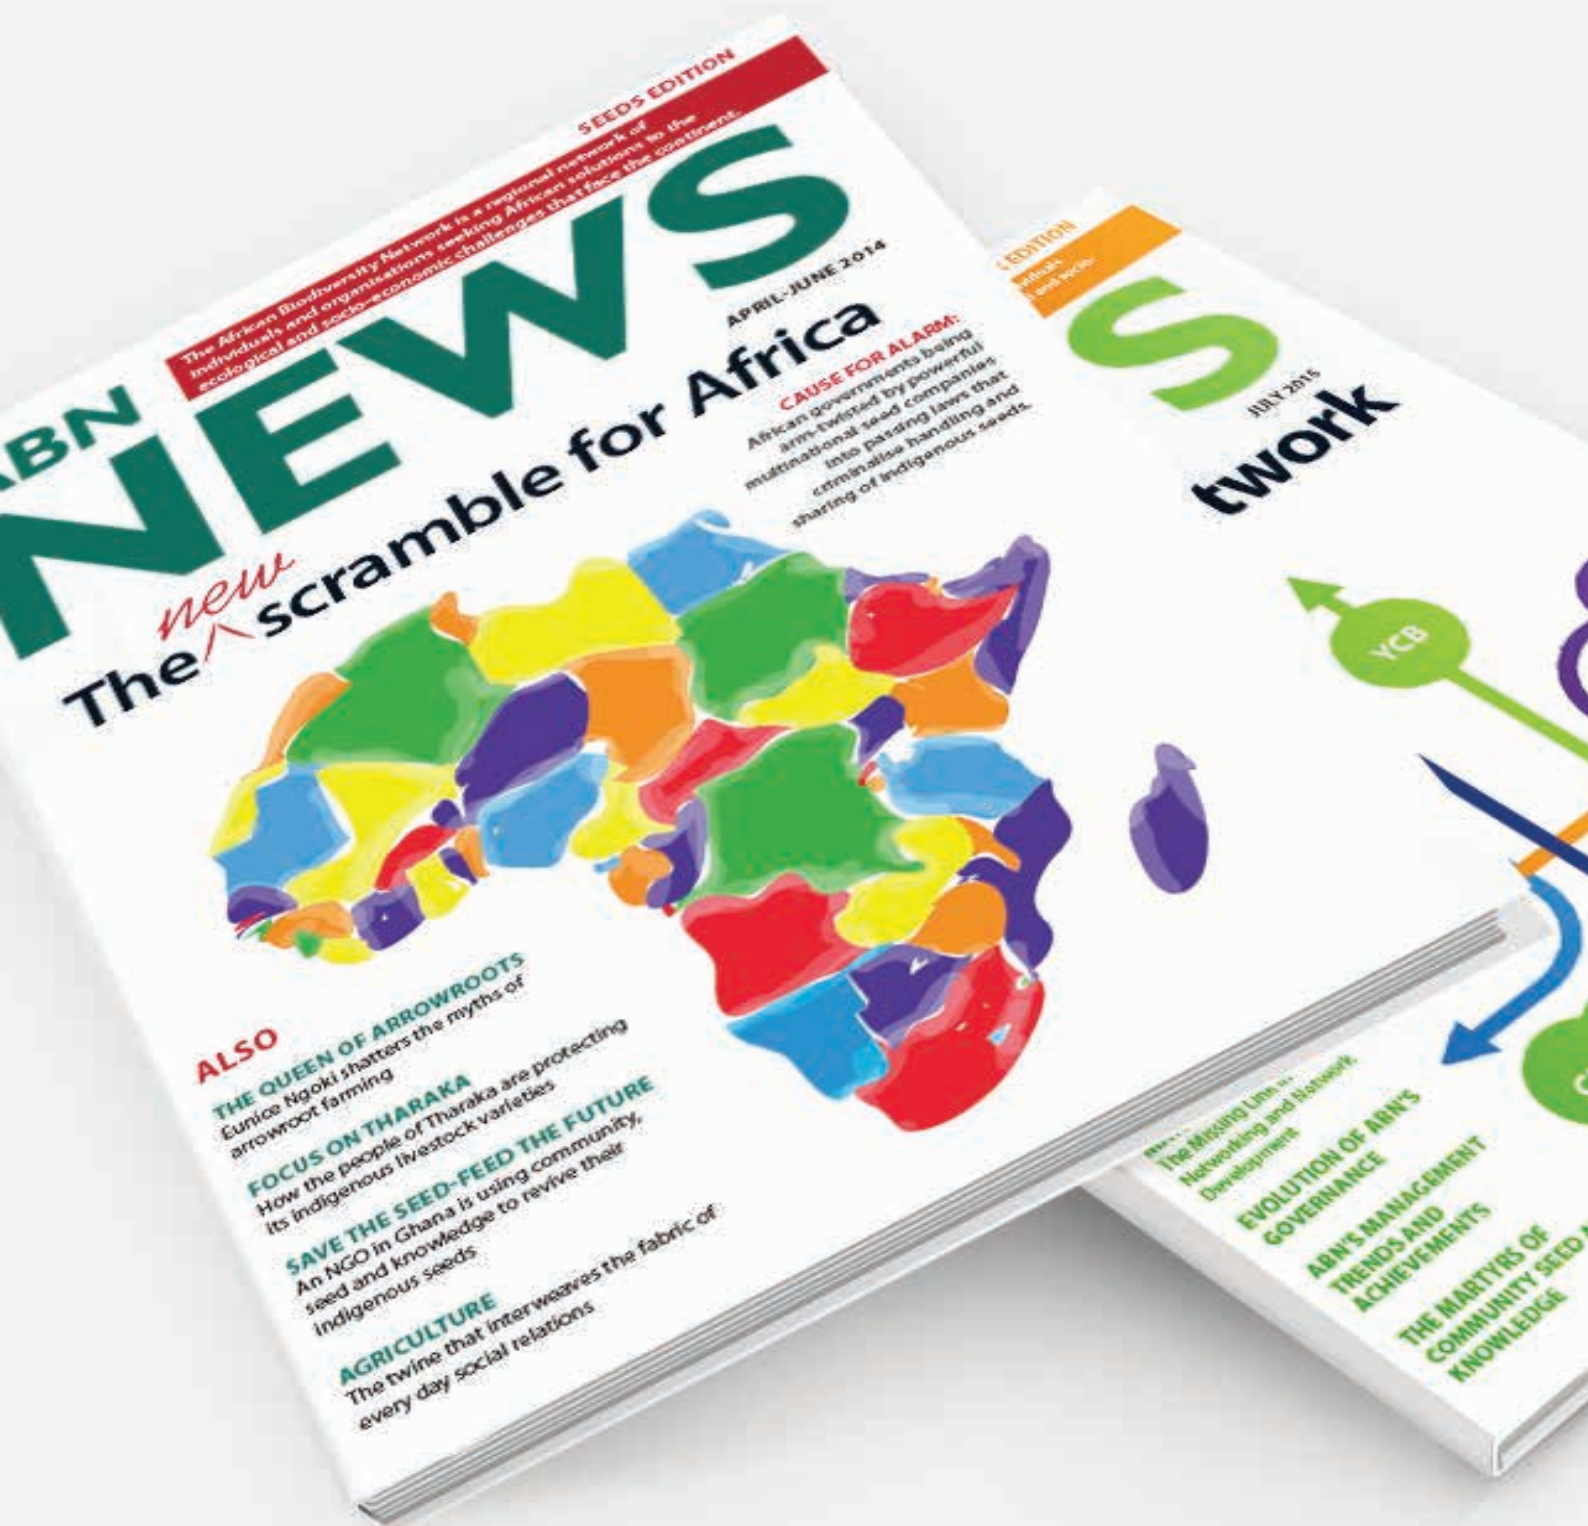 SEEDS EDITION
The African Biodiversity Network is a regional network of
individuals and organisations seeking African solutions to the
ecological and socio-economic challenges that face the continent.
ABN
NEWS
APRIL-JUNE 2014
The new scramble for Africa
CAUSE FOR ALARM:
African governments being
arm-twisted by powerful
multinational seed companies
into passing laws that
criminalise handling and
sharing of indigenous seeds.
ALSO
THE QUEEN OF ARROWROOTS
Eunice Ngoki shatters the myths of
arrowroot farming
FOCUS ON THARAKA
How the people of Tharaka are protecting
its indigenous livestock varieties
SAVE THE SEED-FEED THE FUTURE
An NGO in Ghana is using community,
seed and knowledge to revive their
indigenous seeds
AGRICULTURE
The twine that interweaves the fabric of
every day social relations
EDITION
and socio-
S
JULY 2015
twork
YCB
The Missing Link in
Networking and Network
Development
EVOLUTION OF ABN'S
GOVERNANCE
ABN'S MANAGEMENT
TRENDS AND
ACHIEVEMENTS
THE MARTYRS OF
COMMUNITY SEED
KNOWLEDGE